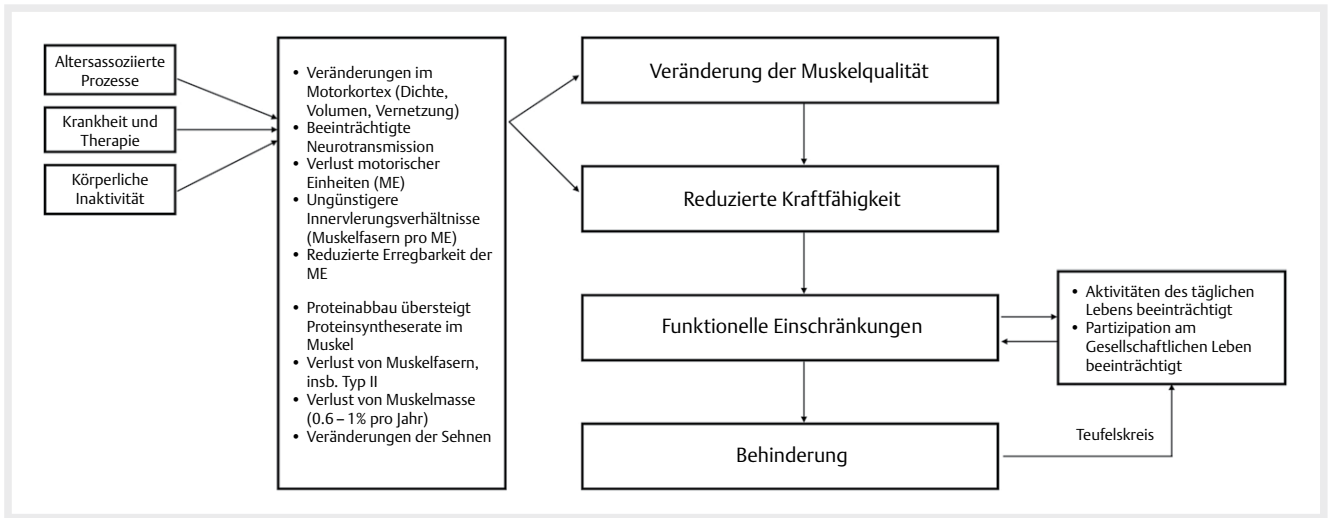 Altersassoziierte
Prozesse
Krankheit und
Therapie
Körperliche
Inaktivität
• Veränderungen im
Motorkortex (Dichte,
Volumen, Vernetzung)
• Beeinträchtigte
Neurotransmission
• Verlust motorischer
Einheiten (ME)
• Ungünstigere
Innervlerungsverhältnisse
(Muskelfasern pro ME)
• Reduzierte Erregbarkeit der
ME
• Proteinabbau übersteigt
Proteinsyntheserate im
Muskel
• Verlust von Muskelfasern,
insb. Typ II
• Verlust von Muskelmasse
(0.6 – 1% pro Jahr)
• Veränderungen der Sehnen
Veränderung der Muskelqualität
Reduzierte Kraftfähigkeit
Funktionelle Einschränkungen
Behinderung
• Aktivitäten des täglichen
Lebens beeinträchtigt
• Partizipation am
Gesellschaftlichen Leben
beeinträchtigt
Teufelskreis